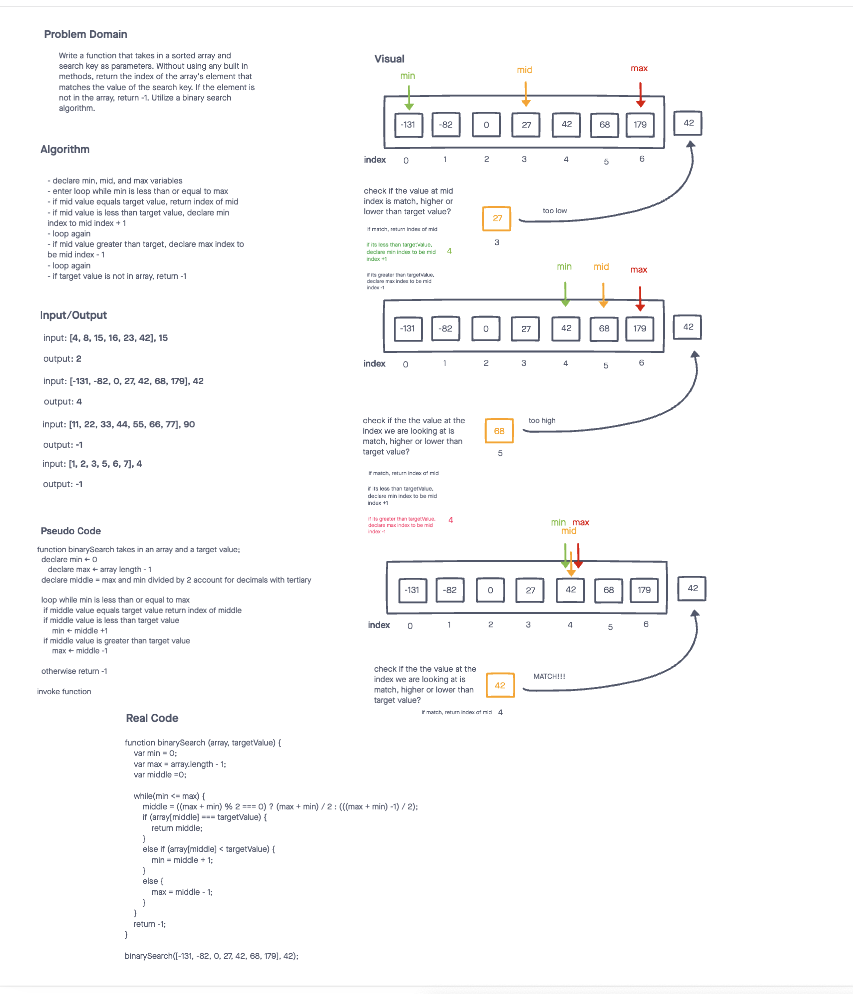 Problem Domain
Write a function that takes in a sorted array and
search key as parameters. Without using any built in
methods, return the index of the array's element that
matches the value of the search key. If the element is
not in the array, return -1. Utilize a binary search
algorithm.
Algorithm
- declare min, mid, and max variables
- enter loop while min is less than or equal to max
- if mid value equals target value, return index of mid
- if mid value is less than target value, declare min
index to mid index + 1
- loop again
- if mid value greater than target, declare max index to
be mid index - 1
- loop again
- if target value is not in array, return -1
Input/Output
input: [4, 8, 15, 16, 23, 42], 15
output: 2
input: [-131, -82, 0, 27, 42, 68, 179], 42
output: 4
input: [11, 22, 33, 44, 55, 66, 77], 90
output: -1
input: [1, 2, 3, 5, 6, 7], 4
output: -1
Pseudo Code
function binarySearch takes in an array and a target value;
declare min ← 0
declare max ← array length - 1
declare middle = max and min divided by 2 account for decimals with tertiary
loop while min is less than or equal to max
if middle value equals target value return index of middle
if middle value is less than target value
min ← middle +1
if middle value is greater than target value
max ← middle -1
otherwise return -1
invoke function
Visual
min mid max
-131 -82 0 27 42 68 179 42
index 0 1 2 3 4 5 6
check if the value at mid
index is match, higher or
lower than target value?
27
3
too low
if match, return index of mid
if its less than targetValue,
declare min index to be mid
index +1
4
if its greater than targetValue,
declare max index to be mid
index -1
min mid max
-131 -82 0 27 42 68 179 42
index 0 1 2 3 4 5 6
check if the the value at the
index we are looking at is
match, higher or lower than
target value?
68
5
too high
if match, return index of mid
if its less than targetValue,
declare min index to be mid
index +1
if its greater than targetValue,
declare max index to be mid
index -1
4
min max
mid
-131 -82 0 27 42 68 179 42
index 0 1 2 3 4 5 6
check if the the value at the
index we are looking at is
match, higher or lower than
target value?
42
MATCH!!!
if match, return index of mid 4
Real Code
function binarySearch (array, targetValue) {
var min = 0;
var max = array.length - 1;
var middle =0;
while(min <= max) {
middle = ((max + min) % 2 === 0) ? (max + min) / 2 : (((max + min) -1) / 2);
if (array[middle] === targetValue) {
return middle;
}
else if (array[middle] < targetValue) {
min = middle + 1;
}
else {
max = middle - 1;
}
}
return -1;
}
binarySearch([-131, -82, 0, 27, 42, 68, 179], 42);